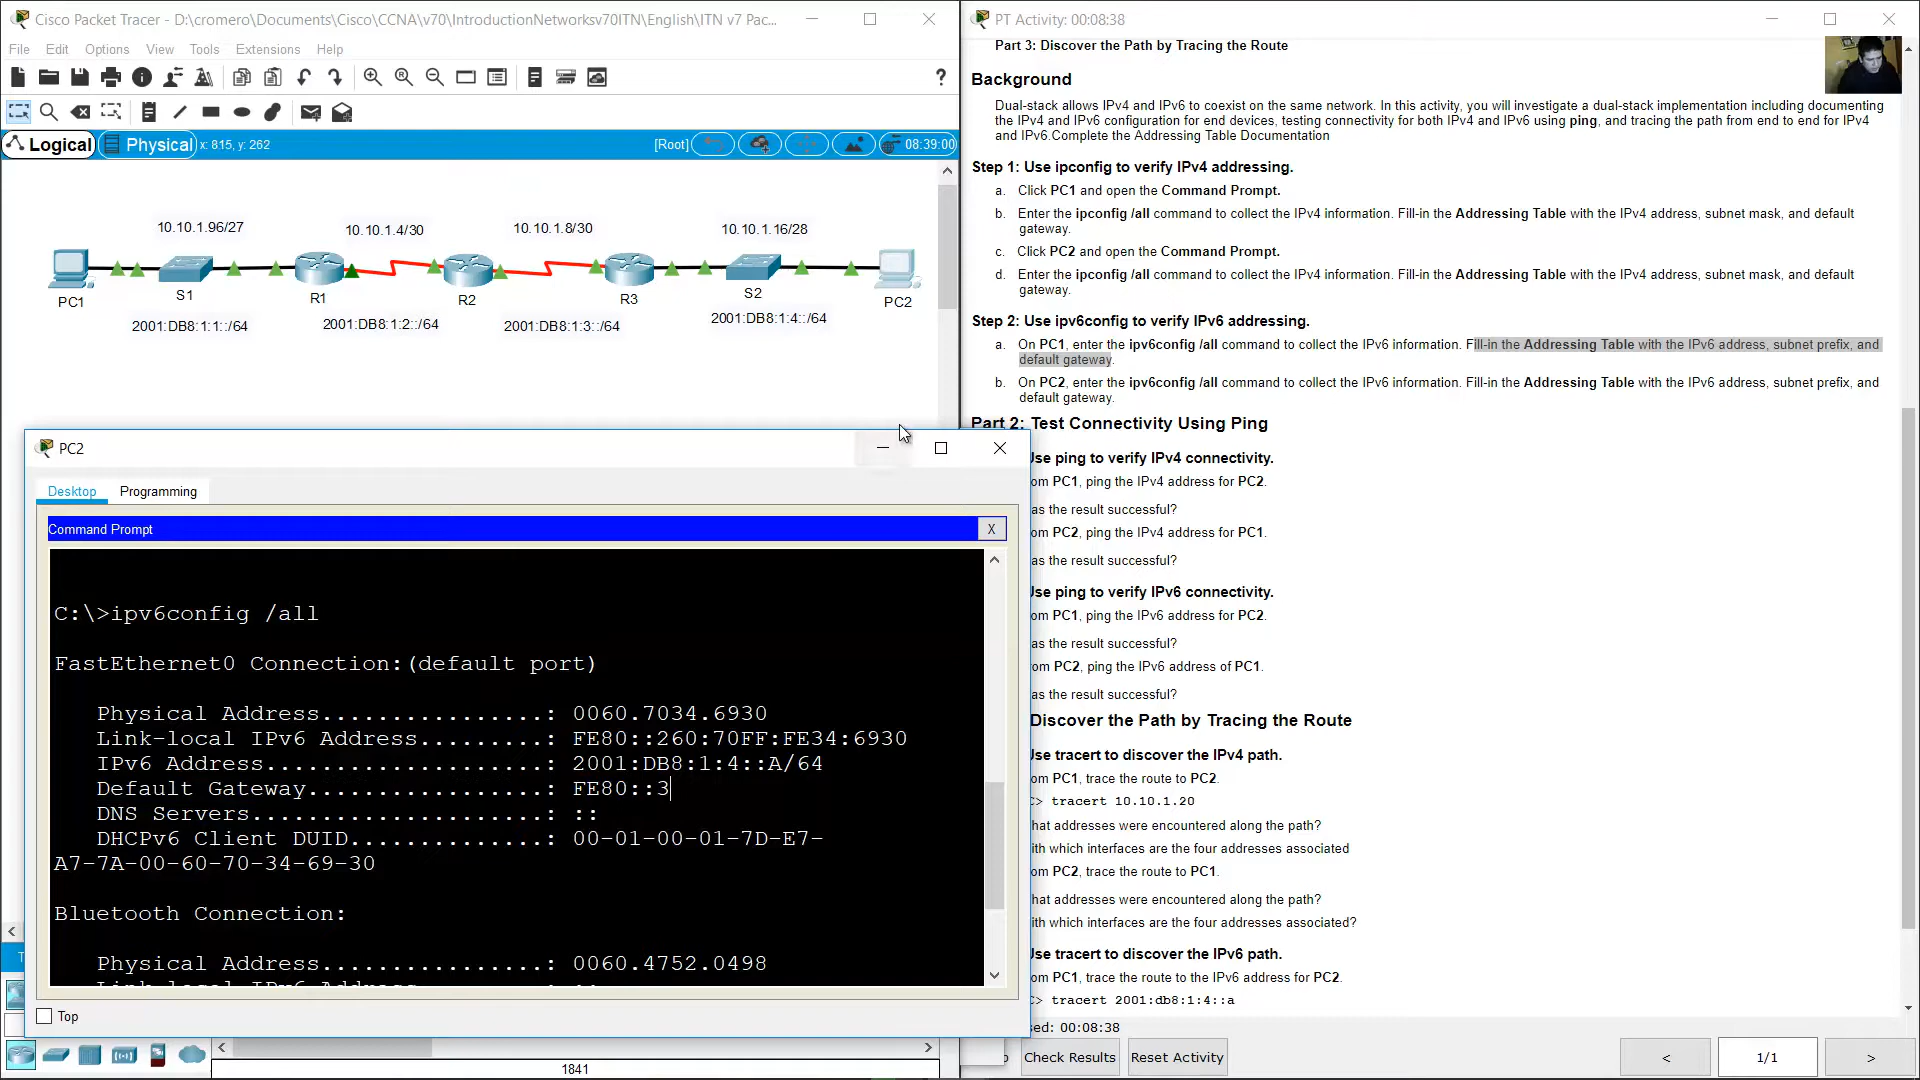 Cisco Packet Tracer - D:\cromero\Documents\Cisco\CCNA\v70\IntroductionNetworksv70ITN\English\ITN v7 Pac...
File Edit Options View Tools Extensions Help
?
Logical Physical x: 815, y: 262 [Root] 08:39:00
10.10.1.96/27 10.10.1.4/30 10.10.1.8/30 10.10.1.16/28
PC1 S1 R1 R2 R3 S2 PC2
2001:DB8:1:1::/64 2001:DB8:1:2::/64 2001:DB8:1:3::/64 2001:DB8:1:4::/64
PC2
Desktop Programming
Command Prompt X
C:\>ipv6config /all
FastEthernet0 Connection:(default port)
Physical Address................: 0060.7034.6930
Link-local IPv6 Address.........: FE80::260:70FF:FE34:6930
IPv6 Address....................: 2001:DB8:1:4::A/64
Default Gateway.................: FE80::3
DNS Servers.....................: ::
DHCPv6 Client DUID..............: 00-01-00-01-7D-E7-
A7-7A-00-60-70-34-69-30
Bluetooth Connection:
Physical Address................: 0060.4752.0498
Link-local IPv6 Address.........: ::
Top
1841
PT Activity: 00:08:38
Part 3: Discover the Path by Tracing the Route
Background
Dual-stack allows IPv4 and IPv6 to coexist on the same network. In this activity, you will investigate a dual-stack implementation including documenting
the IPv4 and IPv6 configuration for end devices, testing connectivity for both IPv4 and IPv6 using ping, and tracing the path from end to end for IPv4
and IPv6.Complete the Addressing Table Documentation
Step 1: Use ipconfig to verify IPv4 addressing.
a. Click PC1 and open the Command Prompt.
b. Enter the ipconfig /all command to collect the IPv4 information. Fill-in the Addressing Table with the IPv4 address, subnet mask, and default
gateway.
c. Click PC2 and open the Command Prompt.
d. Enter the ipconfig /all command to collect the IPv4 information. Fill-in the Addressing Table with the IPv4 address, subnet mask, and default
gateway.
Step 2: Use ipv6config to verify IPv6 addressing.
a. On PC1, enter the ipv6config /all command to collect the IPv6 information. Fill-in the Addressing Table with the IPv6 address, subnet prefix, and
default gateway.
b. On PC2, enter the ipv6config /all command to collect the IPv6 information. Fill-in the Addressing Table with the IPv6 address, subnet prefix, and
default gateway.
Part 2: Test Connectivity Using Ping
Use ping to verify IPv4 connectivity.
om PC1, ping the IPv4 address for PC2.
as the result successful?
om PC2, ping the IPv4 address for PC1.
as the result successful?
Use ping to verify IPv6 connectivity.
om PC1, ping the IPv6 address for PC2.
as the result successful?
om PC2, ping the IPv6 address of PC1.
as the result successful?
Discover the Path by Tracing the Route
Use tracert to discover the IPv4 path.
om PC1, trace the route to PC2.
> tracert 10.10.1.20
hat addresses were encountered along the path?
ith which interfaces are the four addresses associated
om PC2, trace the route to PC1.
hat addresses were encountered along the path?
ith which interfaces are the four addresses associated?
Use tracert to discover the IPv6 path.
om PC1, trace the route to the IPv6 address for PC2.
> tracert 2001:db8:1:4::a
sed: 00:08:38
Check Results Reset Activity < 1/1 >